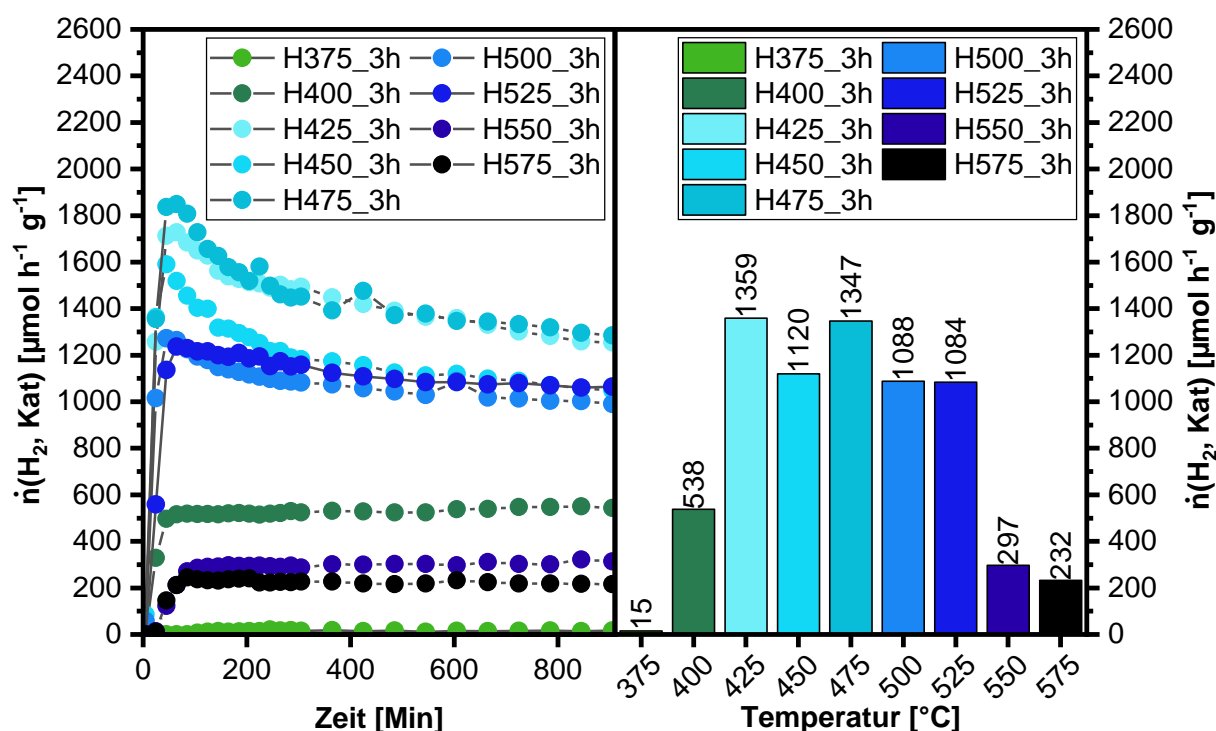 2600
2400
2200
2000
1800
1600
1400
1200
1000
800
600
400
200
0
ṅ(H₂, Kat) [µmol h⁻¹ g⁻¹]
H375_3h
H400_3h
H425_3h
H450_3h
H475_3h
H500_3h
H525_3h
H550_3h
H575_3h
0
200
400
600
800
Zeit [Min]
H375_3h
H400_3h
H425_3h
H450_3h
H475_3h
H500_3h
H525_3h
H550_3h
H575_3h
15
538
1359
1120
1347
1088
1084
297
232
375
400
425
450
475
500
525
550
575
Temperatur [°C]
2600
2400
2200
2000
1800
1600
1400
1200
1000
800
600
400
200
0
ṅ(H₂, Kat) [µmol h⁻¹ g⁻¹]